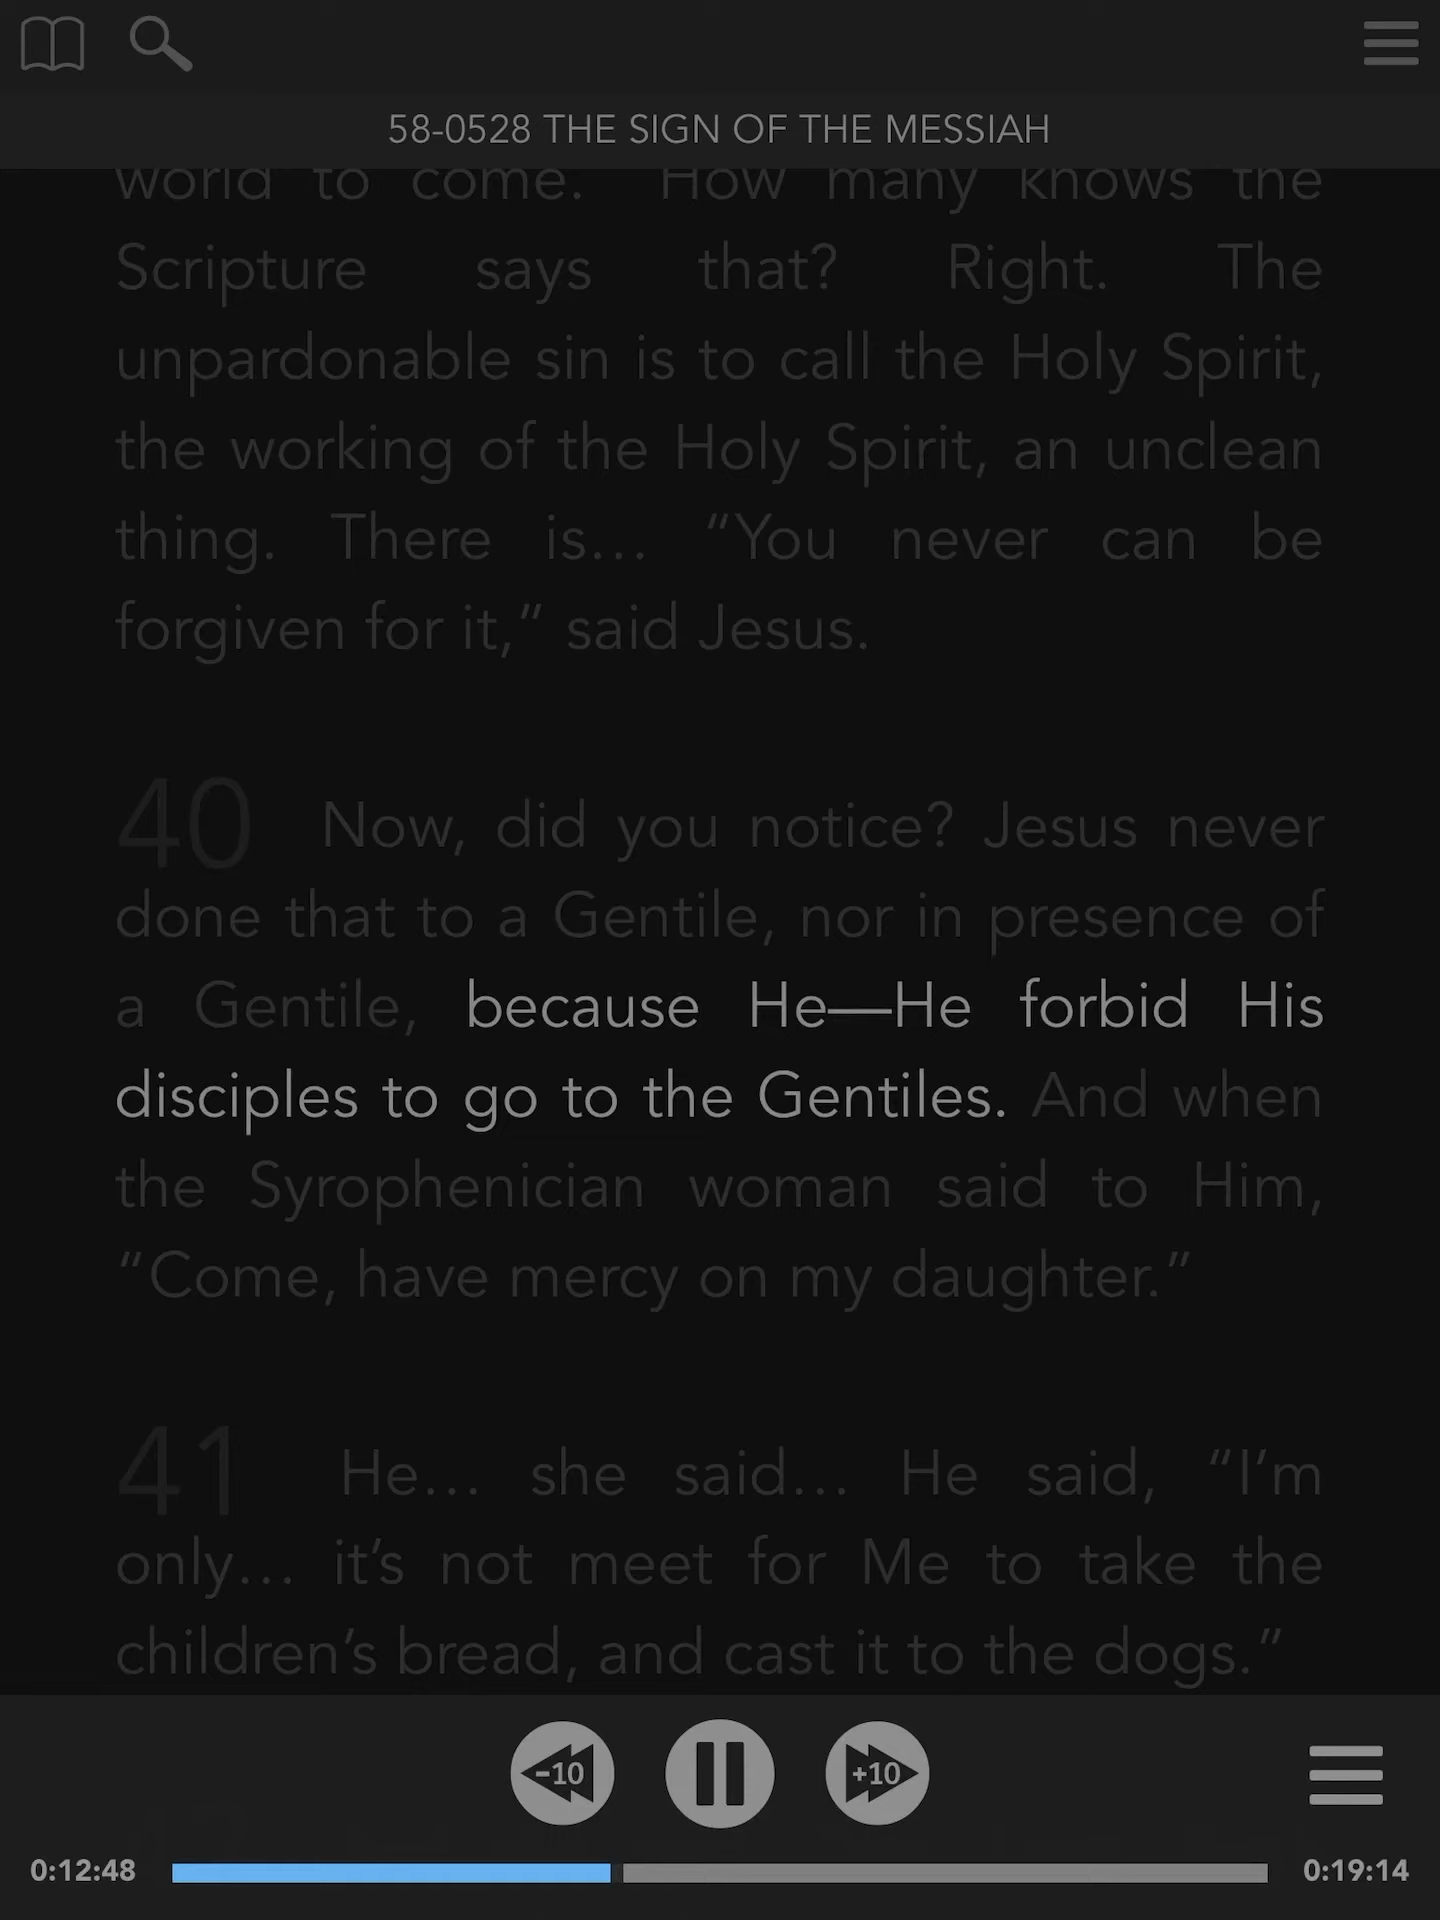 58-0528 THE SIGN OF THE MESSIAH
world to come. How many knows the
Scripture says that? Right. The
unpardonable sin is to call the Holy Spirit,
the working of the Holy Spirit, an unclean
thing. There is… “You never can be
forgiven for it,” said Jesus.
40 Now, did you notice? Jesus never
done that to a Gentile, nor in presence of
a Gentile, because He—He forbid His
disciples to go to the Gentiles. And when
the Syrophenician woman said to Him,
“Come, have mercy on my daughter.”
41 He… she said… He said, “I’m
only… it’s not meet for Me to take the
children’s bread, and cast it to the dogs.”
-10 +10
0:12:48 0:19:14